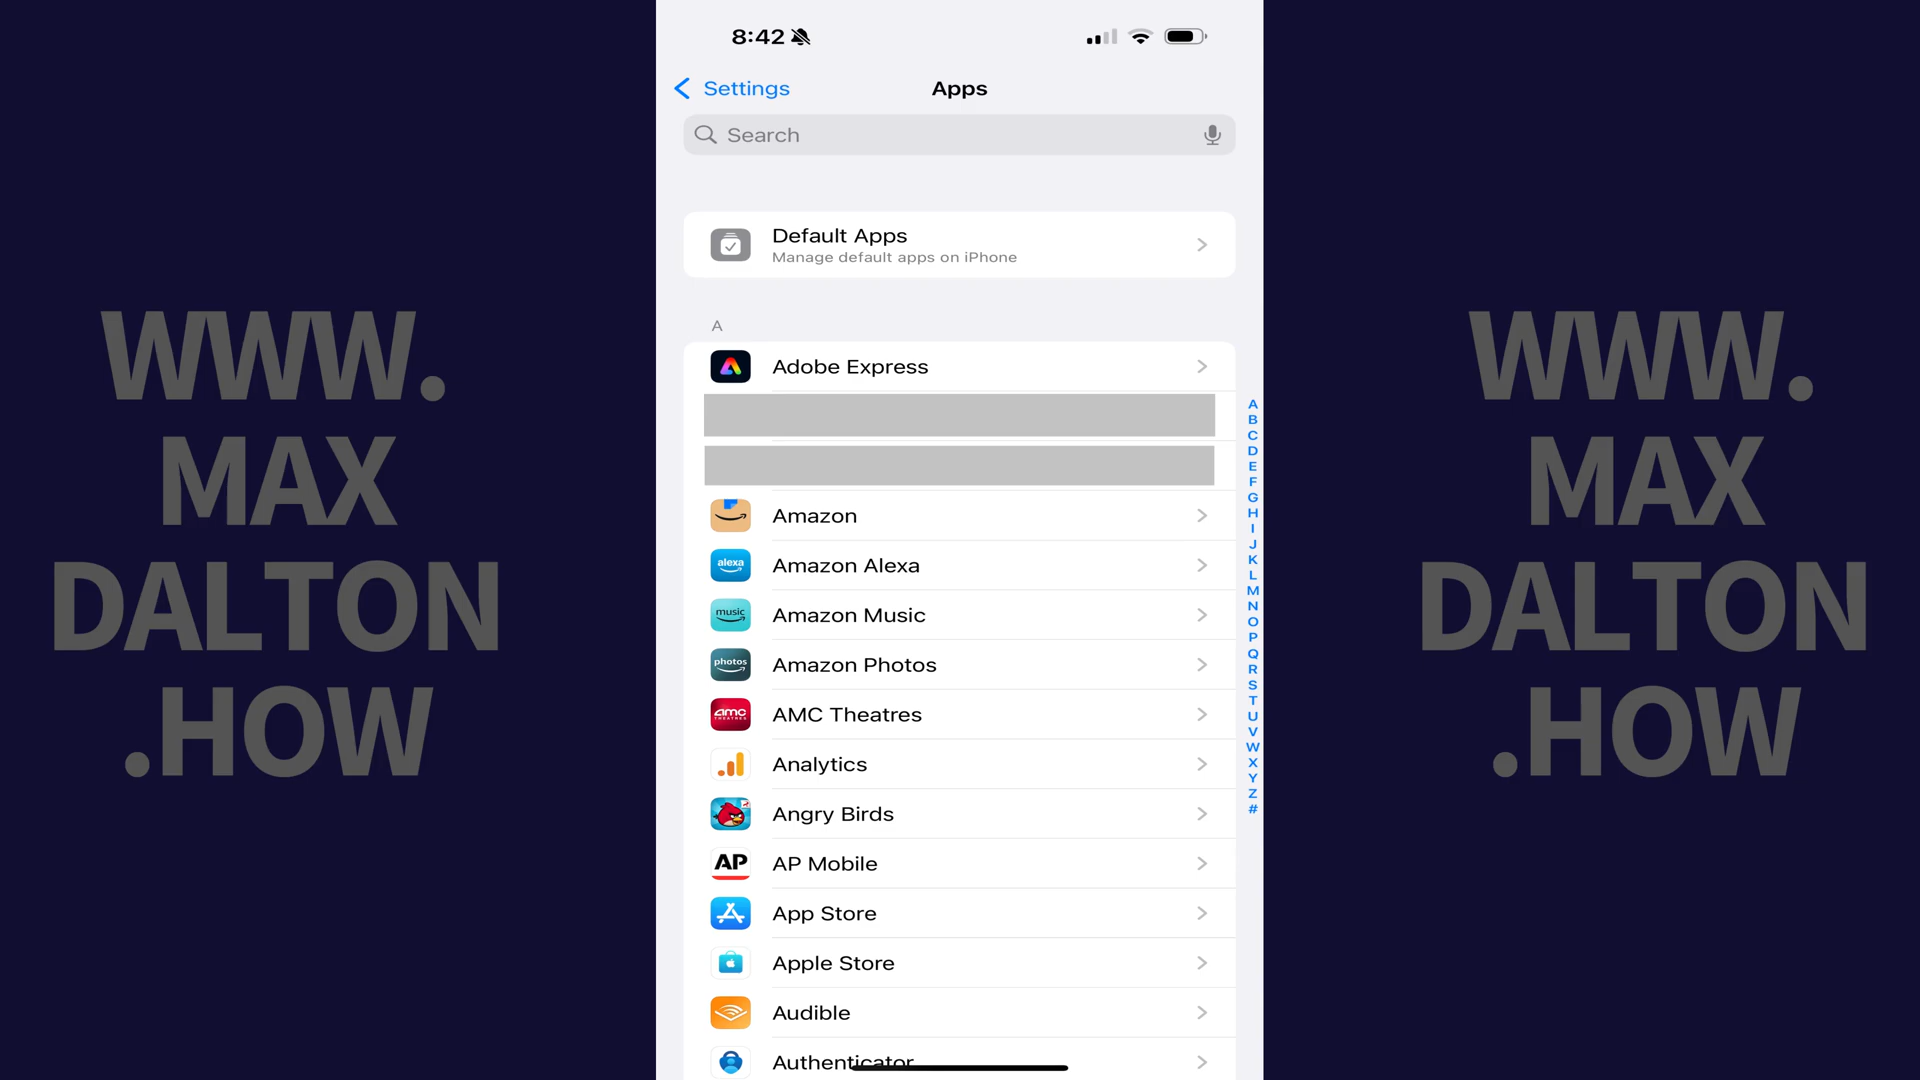 WWW.
MAX
DALTON
.HOW
8:42
Settings
Apps
Search
Default Apps
Manage default apps on iPhone
A
Adobe Express
Amazon
alexa
Amazon Alexa
music
Amazon Music
photos
Amazon Photos
amc
THEATRES
AMC Theatres
Analytics
Angry Birds
AP
AP Mobile
App Store
Apple Store
Audible
Authenticator
A
B
C
D
E
F
G
H
I
J
K
L
M
N
O
P
Q
R
S
T
U
V
W
X
Y
Z
#
WWW.
MAX
DALTON
.HOW